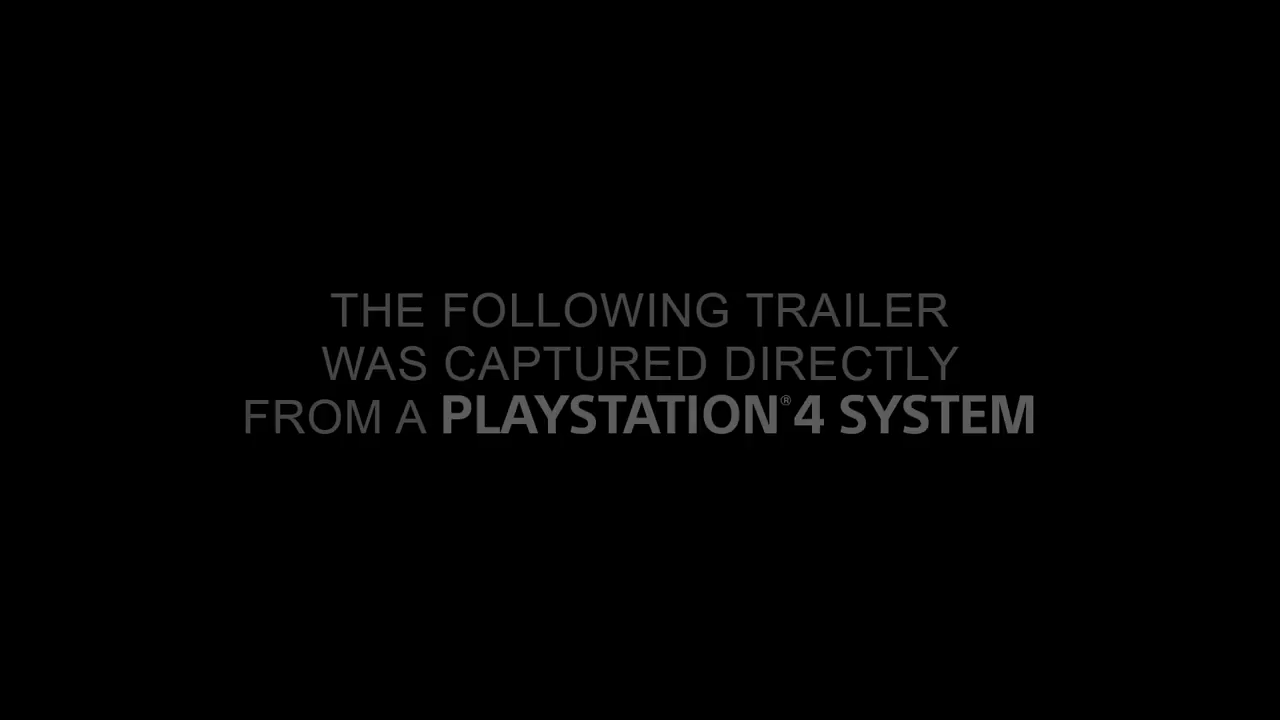 THE FOLLOWING TRAILER
WAS CAPTURED DIRECTLY
FROM A PLAYSTATION®4 SYSTEM